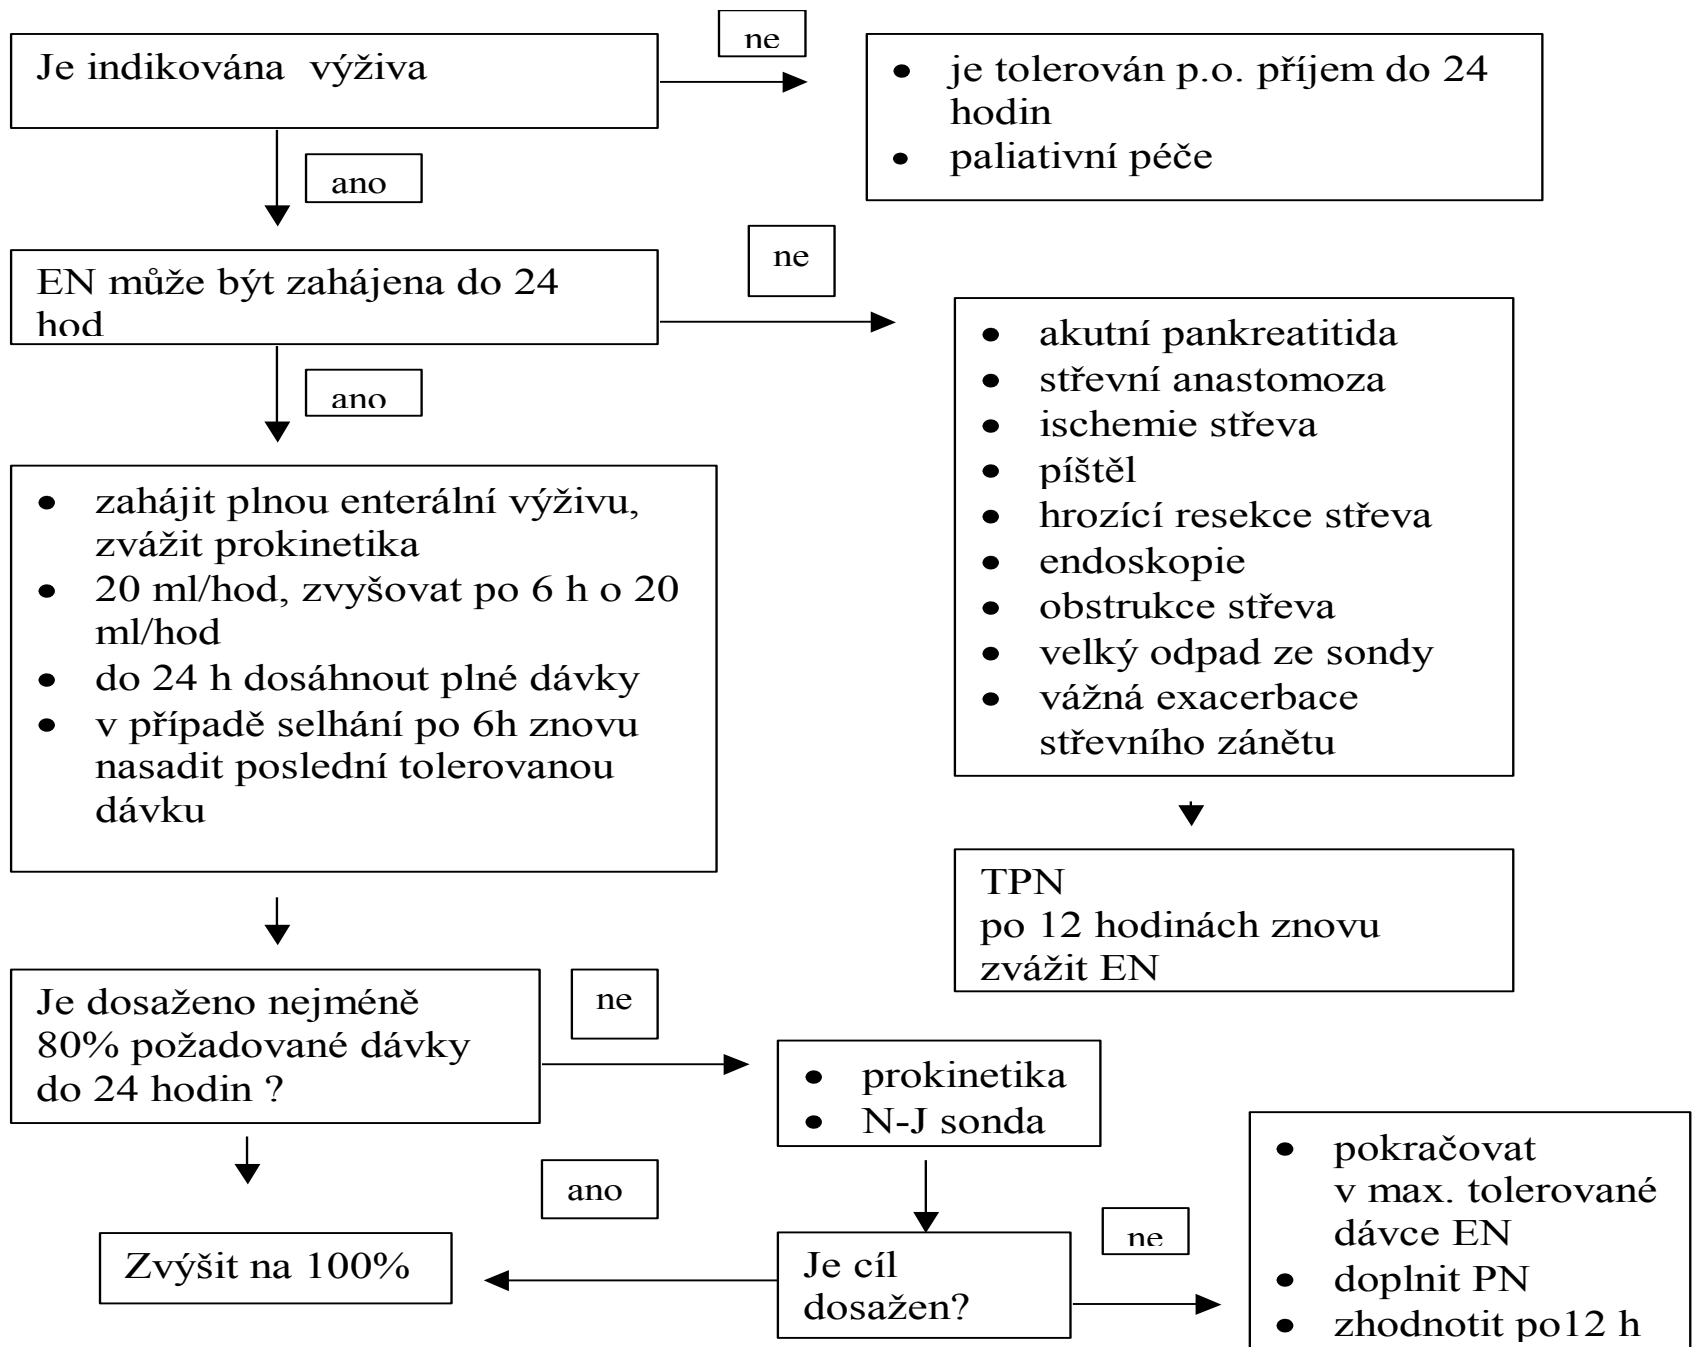 Je indikována  výživa
ne
je tolerován p.o. příjem do 24
hodin
paliativní péče
ano
EN může být zahájena do 24
hod
ne
ano
akutní pankreatitida
střevní anastomoza
ischemie střeva
píštěl
hrozící resekce střeva
endoskopie
obstrukce střeva
velký odpad ze sondy
vážná exacerbace
střevního zánětu
zahájit plnou enterální výživu,
zvážit prokinetika
20 ml/hod, zvyšovat po 6 h o 20
ml/hod
do 24 h dosáhnout plné dávky
v případě selhání po 6h znovu
nasadit poslední tolerovanou
dávku
TPN
po 12 hodinách znovu
zvážit EN
Je dosaženo nejméně
80% požadované dávky
do 24 hodin ?
ne
prokinetika
N-J sonda
ano
Zvýšit na 100%
Je cíl
dosažen?
ne
pokračovat
v max. tolerované
dávce EN
doplnit PN
zhodnotit po12 h